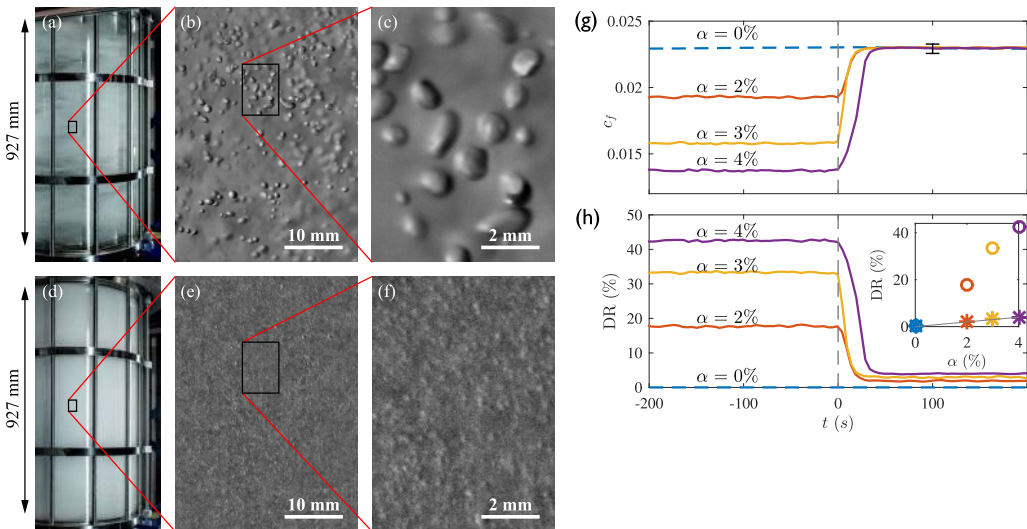 (a)
(b)
(c)
927 mm
10 mm
2 mm
(d)
(e)
(f)
927 mm
10 mm
2 mm
(g)
0.025
0.02
0.015
c_f
α = 0%
α = 2%
α = 3%
α = 4%
(h)
50
40
30
20
10
0
DR (%)
α = 4%
α = 3%
α = 2%
α = 0%
-200
-100
0
100
t (s)
40
20
0
DR (%)
0
2
4
α (%)